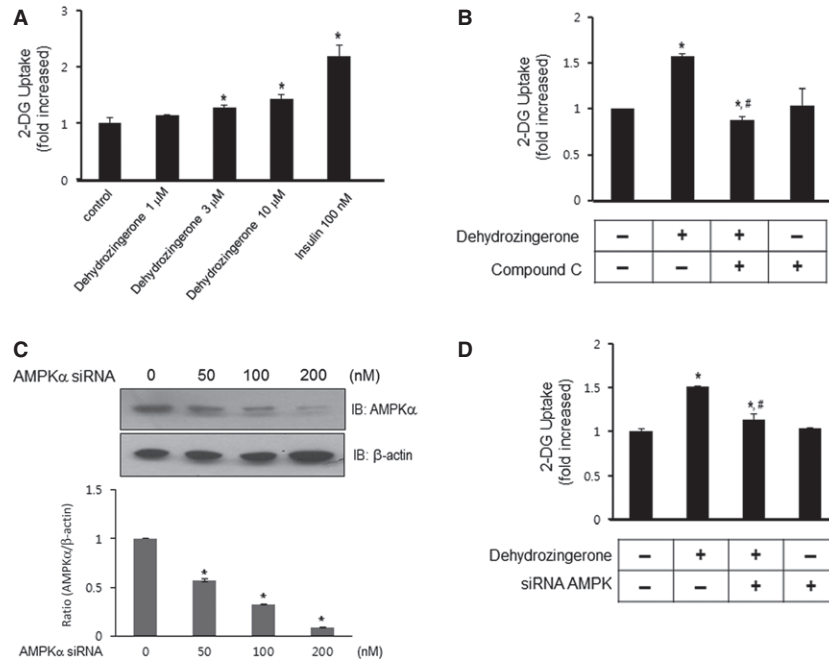 A
2-DG Uptake
(fold increased)
3
2
1
0
*
*
*
control
Dehydrozingerone 1 μM
Dehydrozingerone 3 μM
Dehydrozingerone 10 μM
Insulin 100 nM
B
2-DG Uptake
(fold increased)
2
1.5
1
0.5
0
*
*,#
Dehydrozingerone − + + −
Compound C − − + +
C
AMPKα siRNA 0 50 100 200 (nM)
IB: AMPKα
IB: β-actin
Ratio (AMPKα/β-actin)
1.5
1
0.5
0
*
*
*
AMPKα siRNA 0 50 100 200 (nM)
D
2-DG Uptake
(fold increased)
2
1.5
1
0.5
0
*
*,#
Dehydrozingerone − + + −
siRNA AMPK − − + +